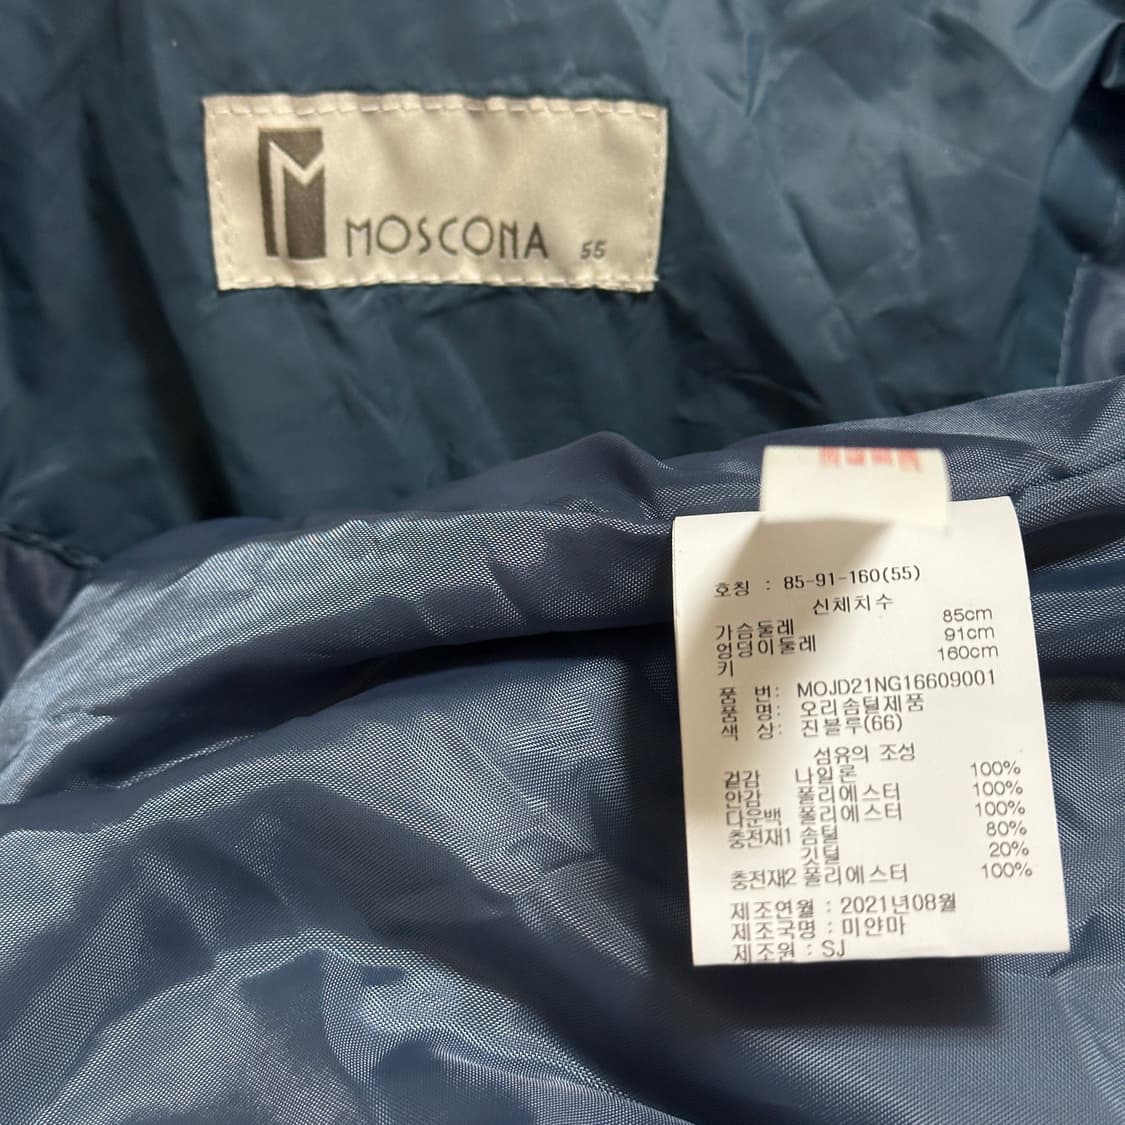 MOSCONA 55
호칭 : 85-91-160(55)
신체치수
가슴둘레 85cm
엉덩이둘레 91cm
키 160cm
품 번: MOJD21NG16609001
품 명: 오리솜털제품
색 상: 진블루(66)
섬유의 조성
겉감 나일론 100%
안감 폴리에스터 100%
다운백 폴리에스터 100%
충전재1 솜털 80%
깃털 20%
충전재2 폴리에스터 100%
제조연월 : 2021년08월
제조국명 : 미얀마
제조원 : SJ